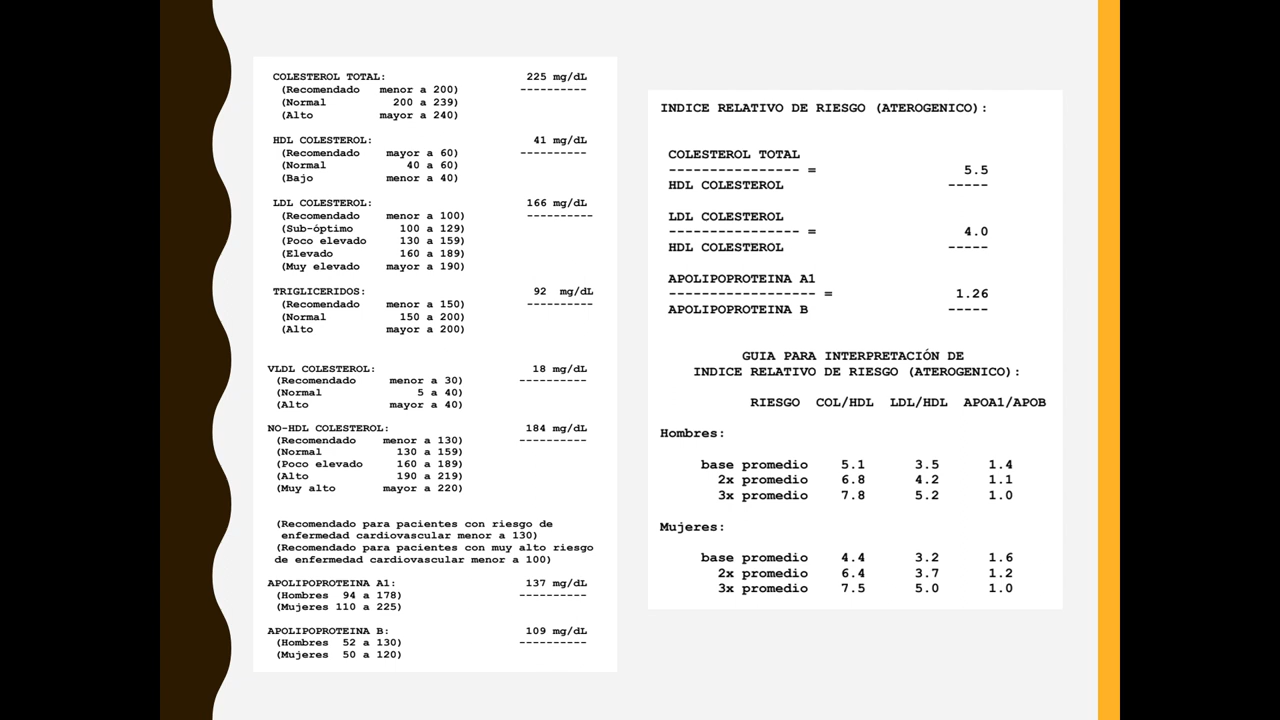 COLESTEROL TOTAL: 225 mg/dL
(Recomendado menor a 200) ----------
(Normal 200 a 239)
(Alto mayor a 240)
HDL COLESTEROL: 41 mg/dL
(Recomendado mayor a 60) ----------
(Normal 40 a 60)
(Bajo menor a 40)
LDL COLESTEROL: 166 mg/dL
(Recomendado menor a 100) ----------
(Sub-óptimo 100 a 129)
(Poco elevado 130 a 159)
(Elevado 160 a 189)
(Muy elevado mayor a 190)
TRIGLICERIDOS: 92 mg/dL
(Recomendado menor a 150) ----------
(Normal 150 a 200)
(Alto mayor a 200)
VLDL COLESTEROL: 18 mg/dL
(Recomendado menor a 30) ----------
(Normal 5 a 40)
(Alto mayor a 40)
NO-HDL COLESTEROL: 184 mg/dL
(Recomendado menor a 130) ----------
(Normal 130 a 159)
(Poco elevado 160 a 189)
(Alto 190 a 219)
(Muy alto mayor a 220)
(Recomendado para pacientes con riesgo de
enfermedad cardiovascular menor a 130)
(Recomendado para pacientes con muy alto riesgo
de enfermedad cardiovascular menor a 100)
APOLIPOPROTEINA A1: 137 mg/dL
(Hombres 94 a 178) ----------
(Mujeres 110 a 225)
APOLIPOPROTEINA B: 109 mg/dL
(Hombres 52 a 130) ----------
(Mujeres 50 a 120)
INDICE RELATIVO DE RIESGO (ATEROGENICO):
COLESTEROL TOTAL
---------------- = 5.5
HDL COLESTEROL -----
LDL COLESTEROL
---------------- = 4.0
HDL COLESTEROL -----
APOLIPOPROTEINA A1
------------------ = 1.26
APOLIPOPROTEINA B -----
GUIA PARA INTERPRETACIÓN DE
INDICE RELATIVO DE RIESGO (ATEROGENICO):
RIESGO COL/HDL LDL/HDL APOA1/APOB
Hombres:
base promedio 5.1 3.5 1.4
2x promedio 6.8 4.2 1.1
3x promedio 7.8 5.2 1.0
Mujeres:
base promedio 4.4 3.2 1.6
2x promedio 6.4 3.7 1.2
3x promedio 7.5 5.0 1.0